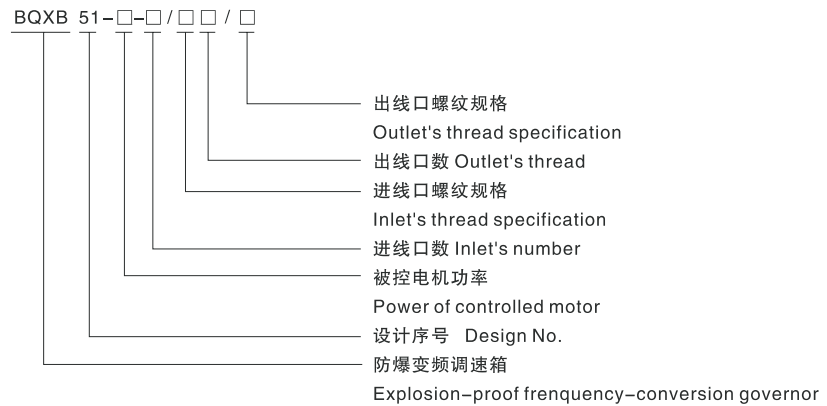 BQXB 51-□-□/□□/□
出线口螺纹规格
Outlet's thread specification
出线口数 Outlet's thread
进线口螺纹规格
Inlet's thread specification
进线口数 Inlet's number
被控电机功率
Power of controlled motor
设计序号 Design No.
防爆变频调速箱
Explosion-proof frenquency-conversion governor